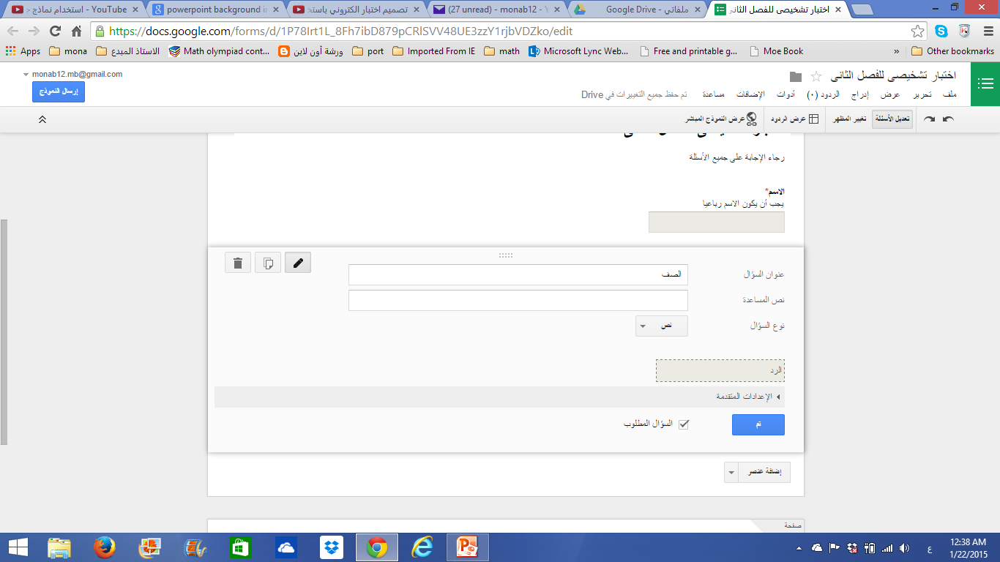 استخدام نماذج ج - YouTube
powerpoint background in
تصميم اختبار الكتروني باستخ
(27 unread) - monab12 - Y
ملفاتي - Google Drive
اختبار تشخيصى للفصل الثانى
https://docs.google.com/forms/d/1P78Irt1L_8Fh7ibD879pCRlSVV48UE3zzY1rjbVDZko/edit
Apps mona الاستاذ المبدع Math olympiad cont... ورشة أون لاين port Imported From IE math Microsoft Lync Web... Free and printable g... Moe Book » Other bookmarks
monab12.mb@gmail.com
اختبار تشخيصى للفصل الثانى
إرسال النموذج
ملف تحرير عرض إدراج الردود (٠) أدوات الإضافات مساعدة تم حفظ جميع التغييرات في Drive
تعديل الأسئلة تغيير المظهر عرض الردود عرض النموذج المباشر
رجاء الإجابة على جميع الأسئلة
الاسم*
يجب أن يكون الاسم رباعيا
عنوان السؤال الصف
نص المساعدة
نوع السؤال نص
الرد
الإعدادات المتقدمة
تم السؤال المطلوب
إضافة عنصر
صفحة
ع
12:38 AM
1/22/2015